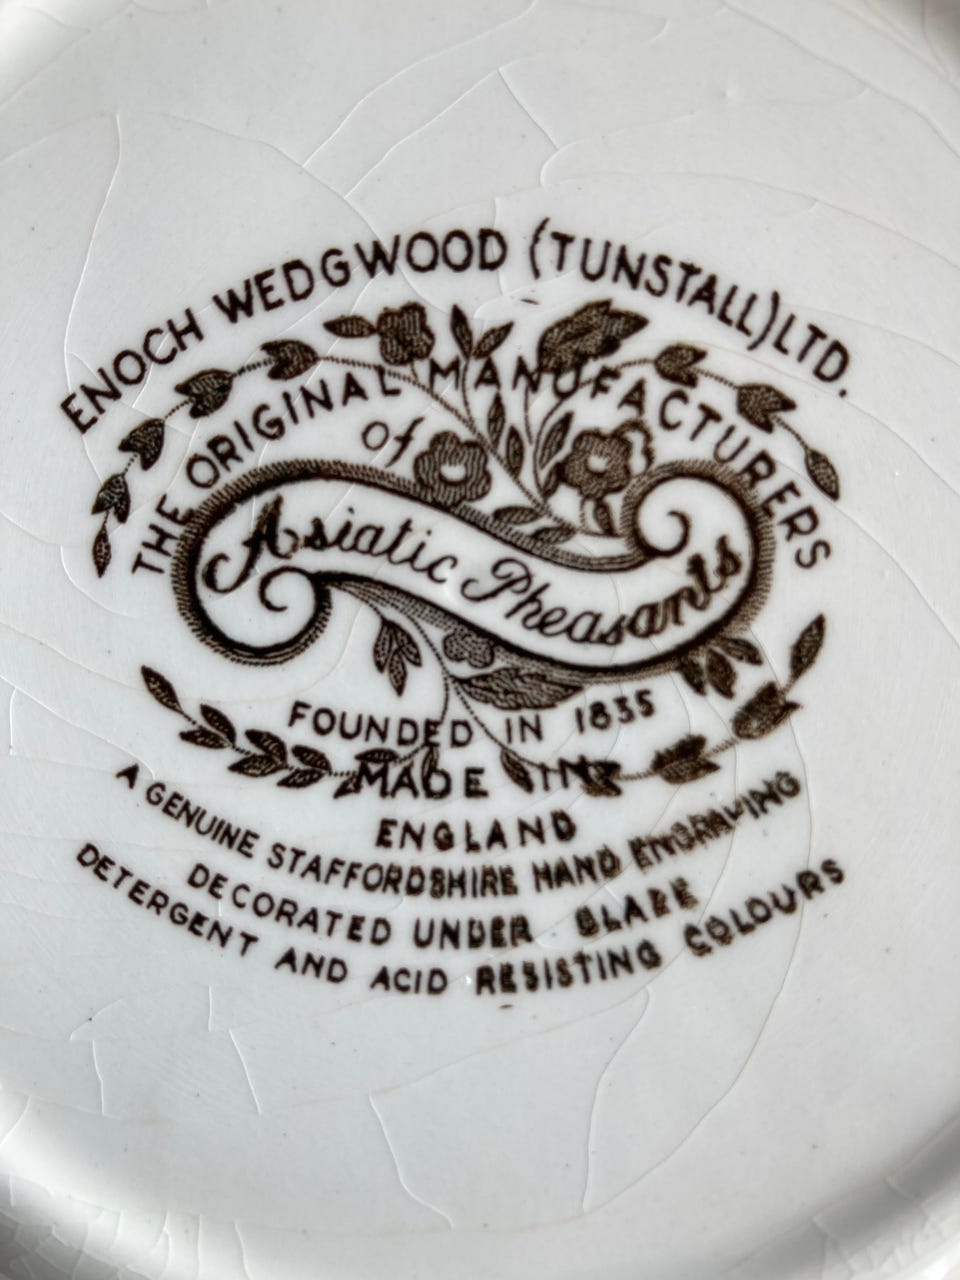 ENOCH WEDGWOOD (TUNSTALL) LTD.
THE ORIGINAL MANUFACTURERS
of
Asiatic Pheasants
FOUNDED IN 1835
MADE IN
ENGLAND
A GENUINE STAFFORDSHIRE HAND ENGRAVING
DECORATED UNDER GLAZE
DETERGENT AND ACID RESISTING COLOURS